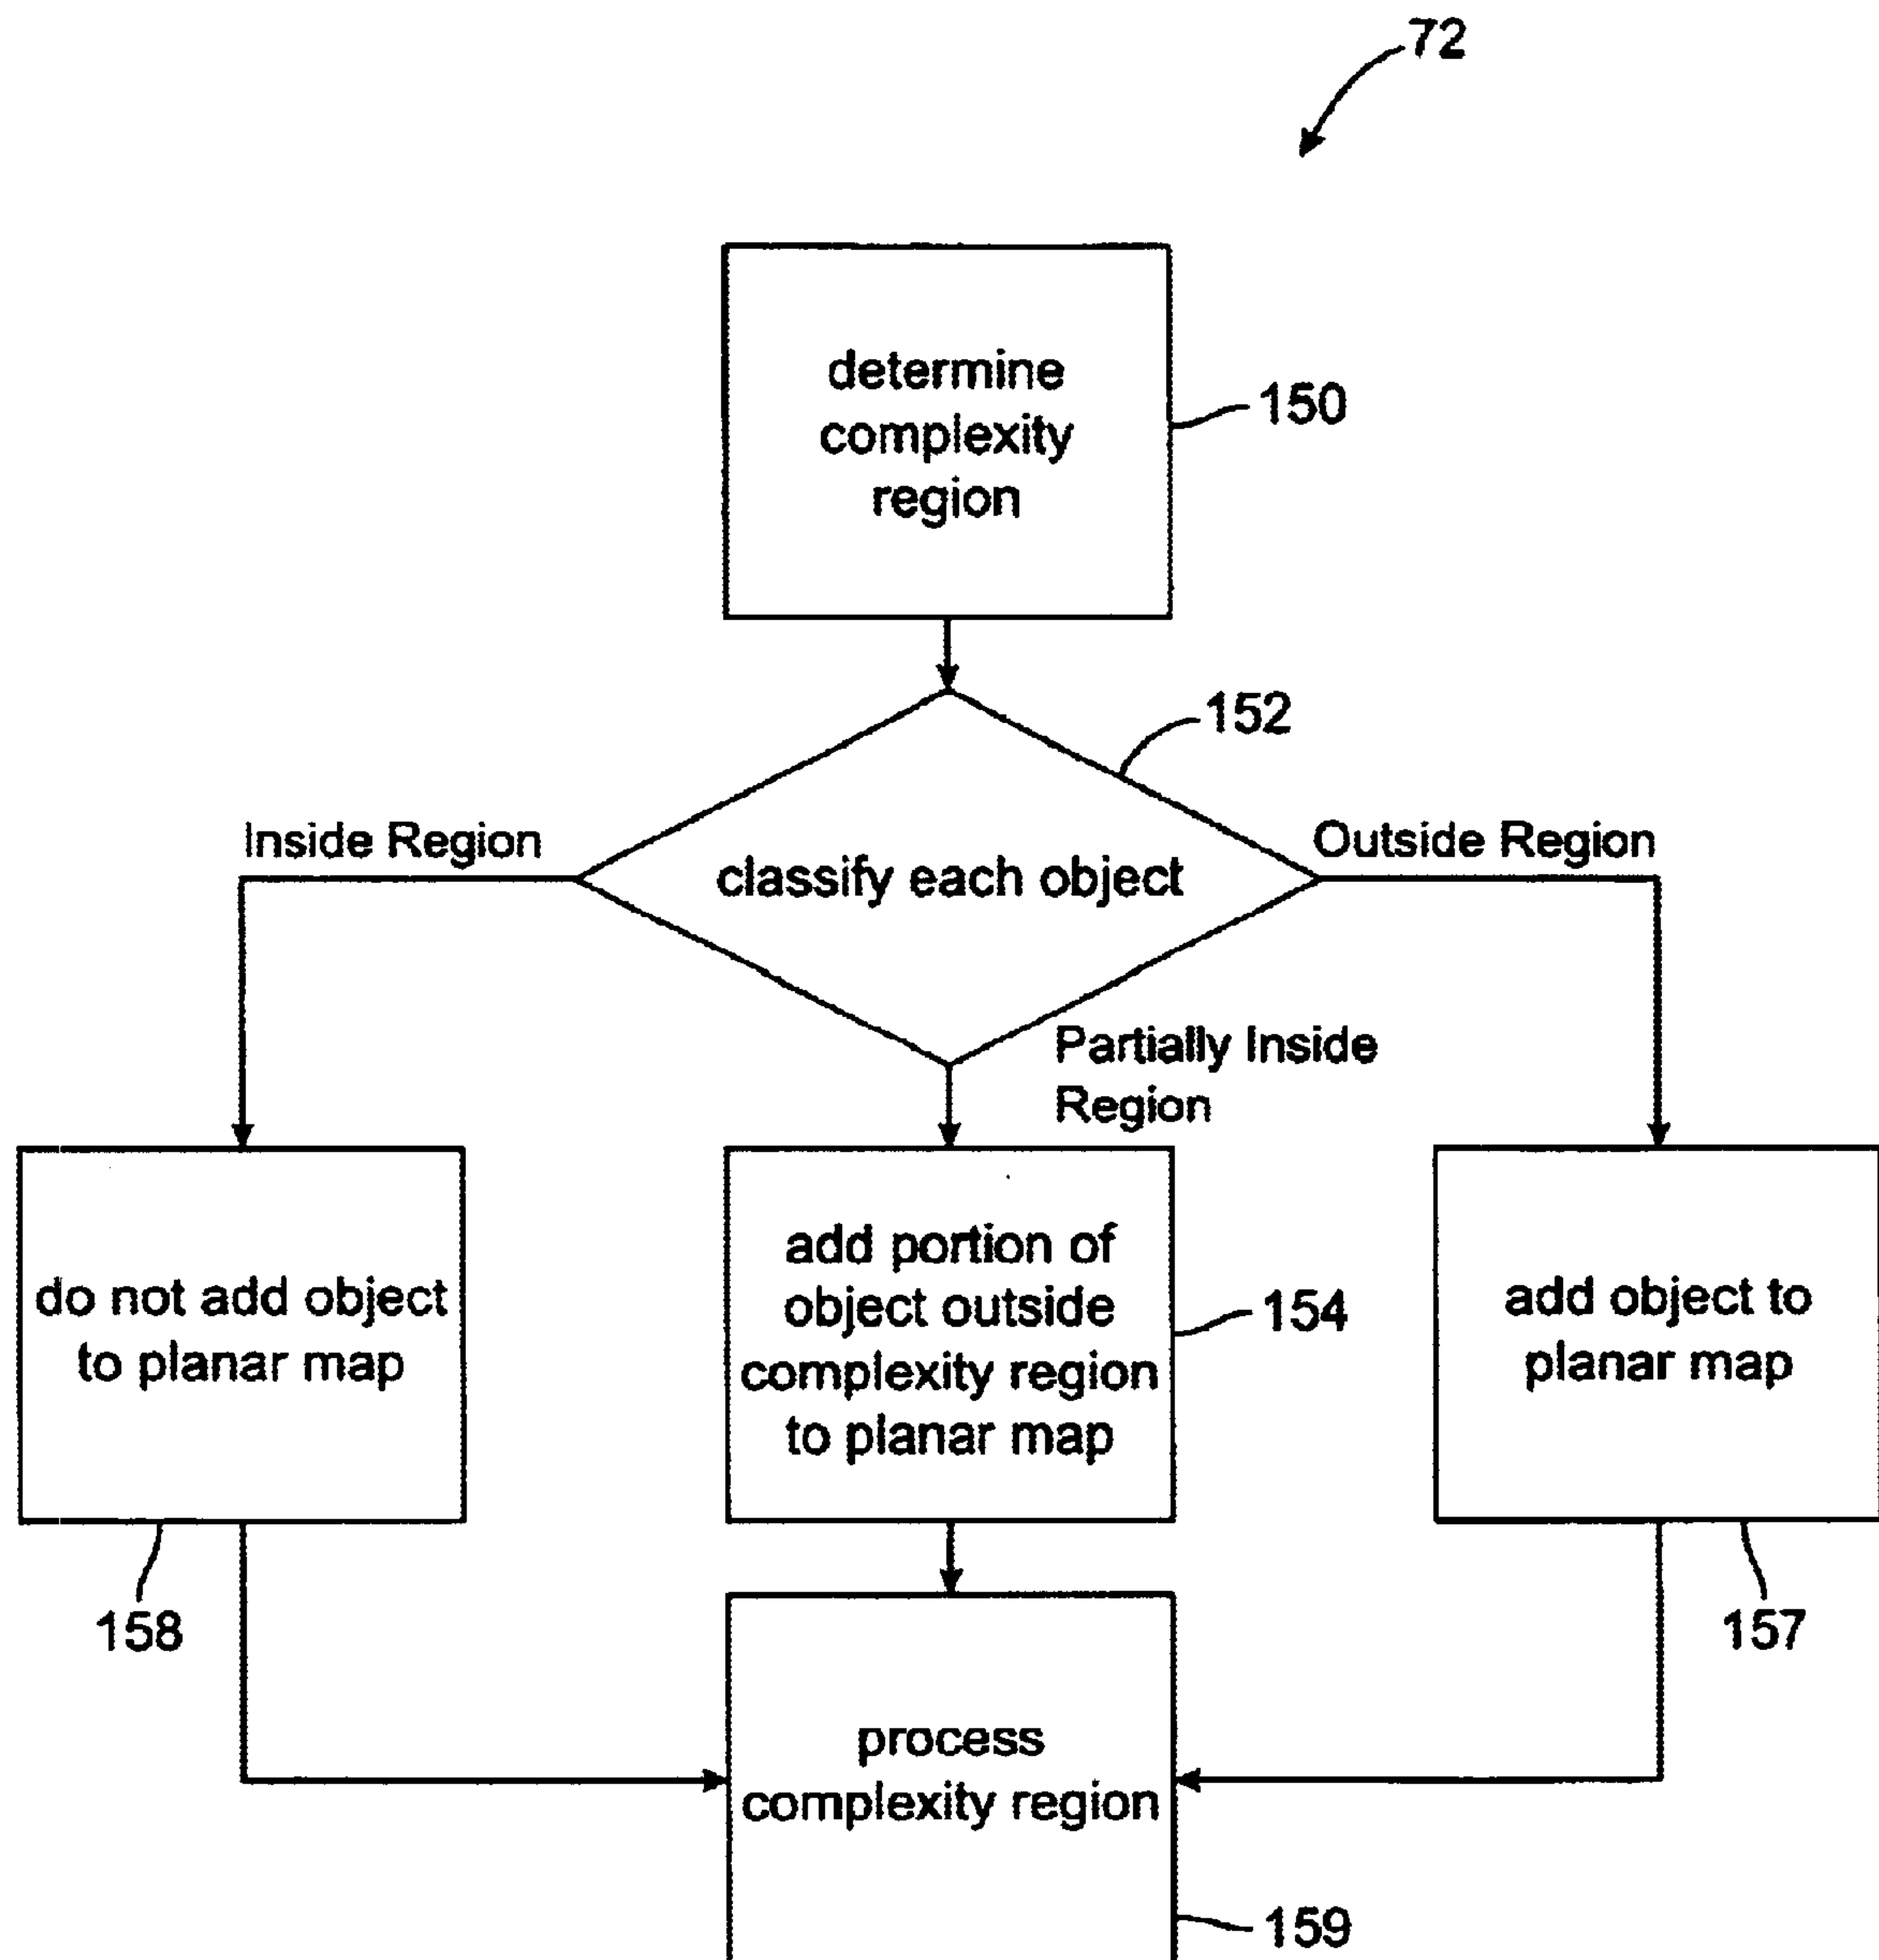 72
determine
complexity
region
150
152
Inside Region
classify each object
Outside Region
Partially Inside
Region
do not add object
to planar map
add portion of
object outside
complexity region
to planar map
154
add object to
planar map
158
157
process
complexity region
159